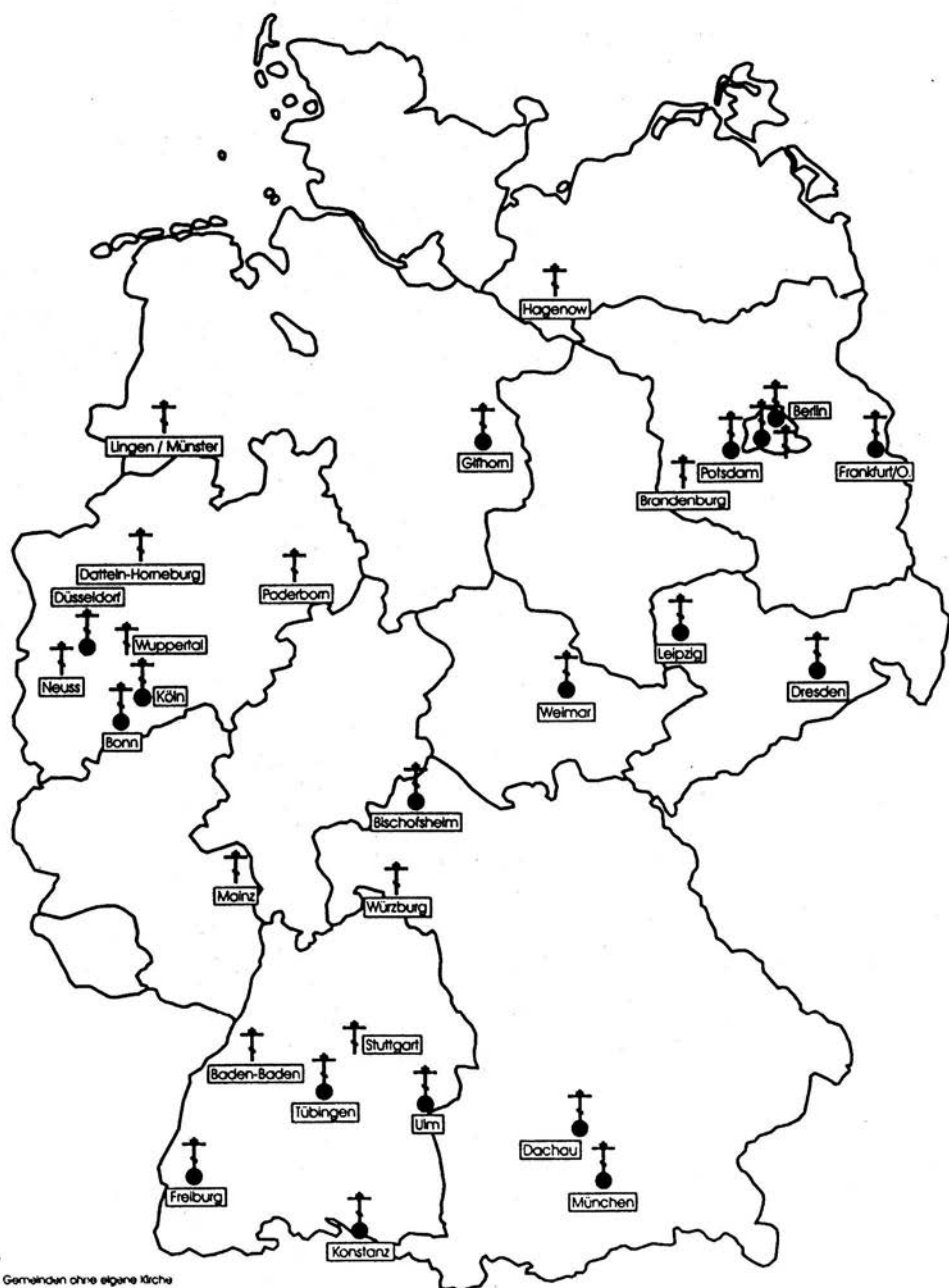 Hagenow
Berlin
Lingen / Münster
Gifhorn
Potsdam
Frankfurt/O.
Brandenburg
Datteln-Horneburg
Paderborn
Düsseldorf
Wuppertal
Leipzig
Neuss
Köln
Dresden
Weimar
Bonn
Bischofsheim
Mainz
Würzburg
Stuttgart
Baden-Baden
Tübingen
Ulm
Dachau
Freiburg
München
Konstanz
Gemeinden ohne eigene Kirche